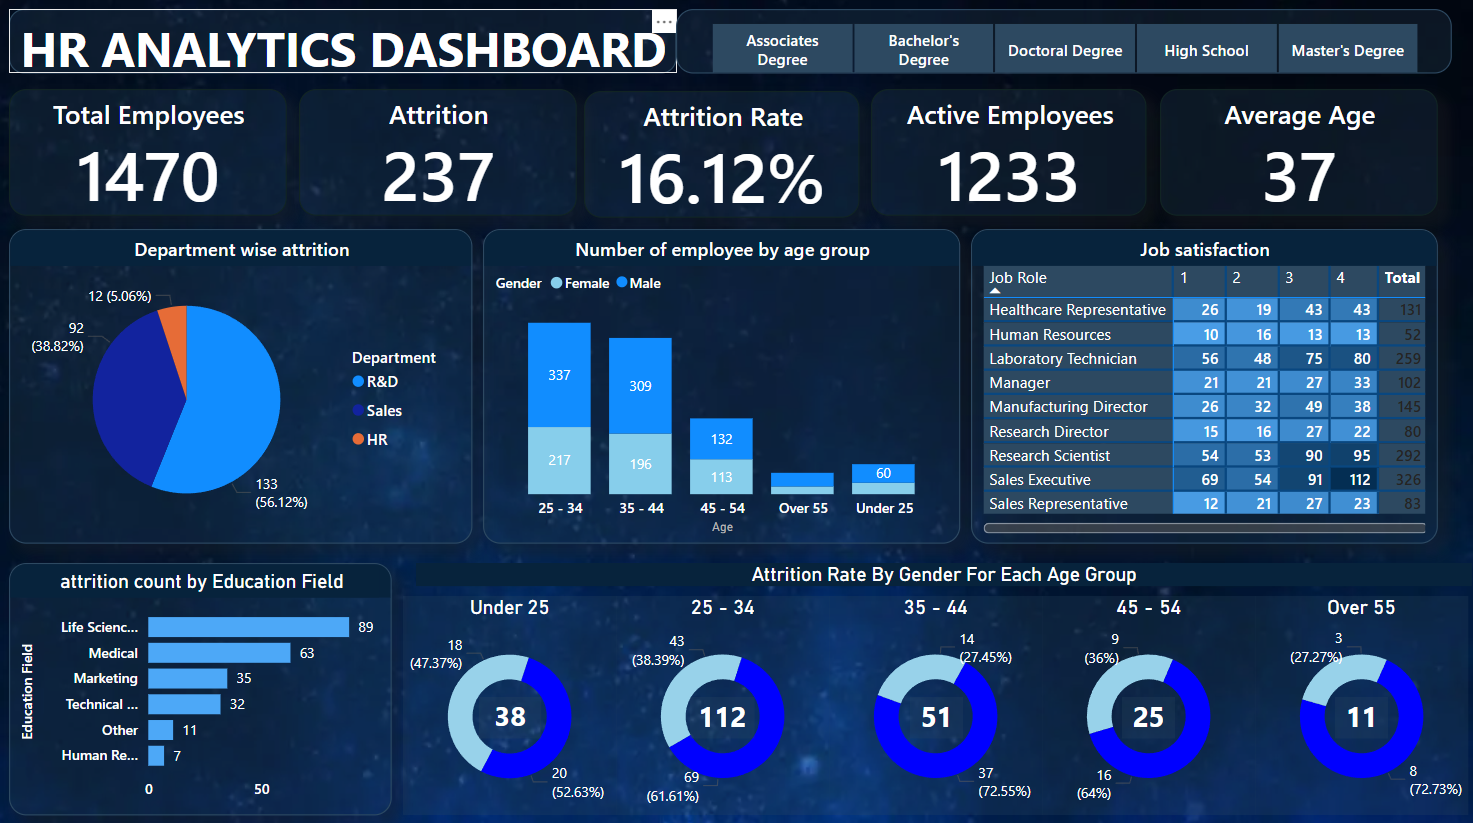 HR ANALYTICS DASHBOARD
Associates
Degree
Bachelor's
Degree
Doctoral Degree
High School
Master's Degree
Total Employees
1470
Attrition
237
Attrition Rate
16.12%
Active Employees
1233
Average Age
37
Department wise attrition
12 (5.06%)
92
(38.82%)
133
(56.12%)
Department
R&D
Sales
HR
Number of employee by age group
Gender Female Male
337
309
132
60
217
196
113
25 - 34 35 - 44 45 - 54 Over 55 Under 25
Age
Job satisfaction
Job Role 1 2 3 4 Total
Healthcare Representative 26 19 43 43 131
Human Resources 10 16 13 13 52
Laboratory Technician 56 48 75 80 259
Manager 21 21 27 33 102
Manufacturing Director 26 32 49 38 145
Research Director 15 16 27 22 80
Research Scientist 54 53 90 95 292
Sales Executive 69 54 91 112 326
Sales Representative 12 21 27 23 83
attrition count by Education Field
Education Field
Life Scienc... 89
Medical 63
Marketing 35
Technical ... 32
Other 11
Human Re... 7
0 50
Attrition Rate By Gender For Each Age Group
Under 25
18
(47.37%)
38
20
(52.63%)
25 - 34
43
(38.39%)
112
69
(61.61%)
35 - 44
14
(27.45%)
51
37
(72.55%)
45 - 54
9
(36%)
25
16
(64%)
Over 55
3
(27.27%)
11
8
(72.73%)